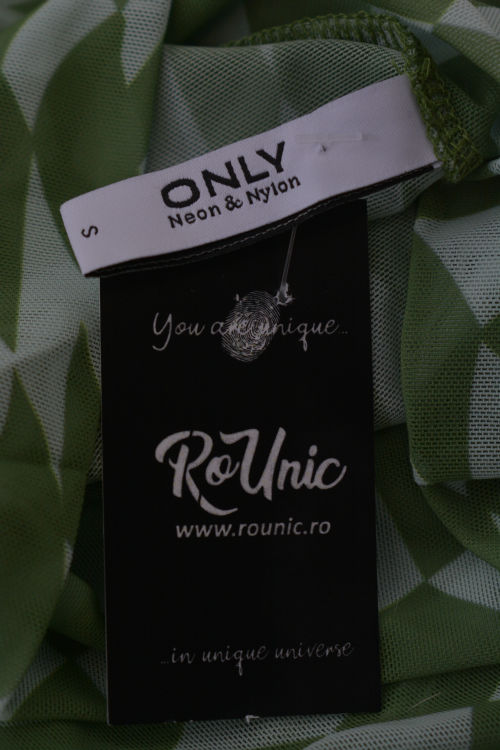 ONLY
Neon & Nylon
S
You are unique...
RoUnic
www.rounic.ro
...in unique universe